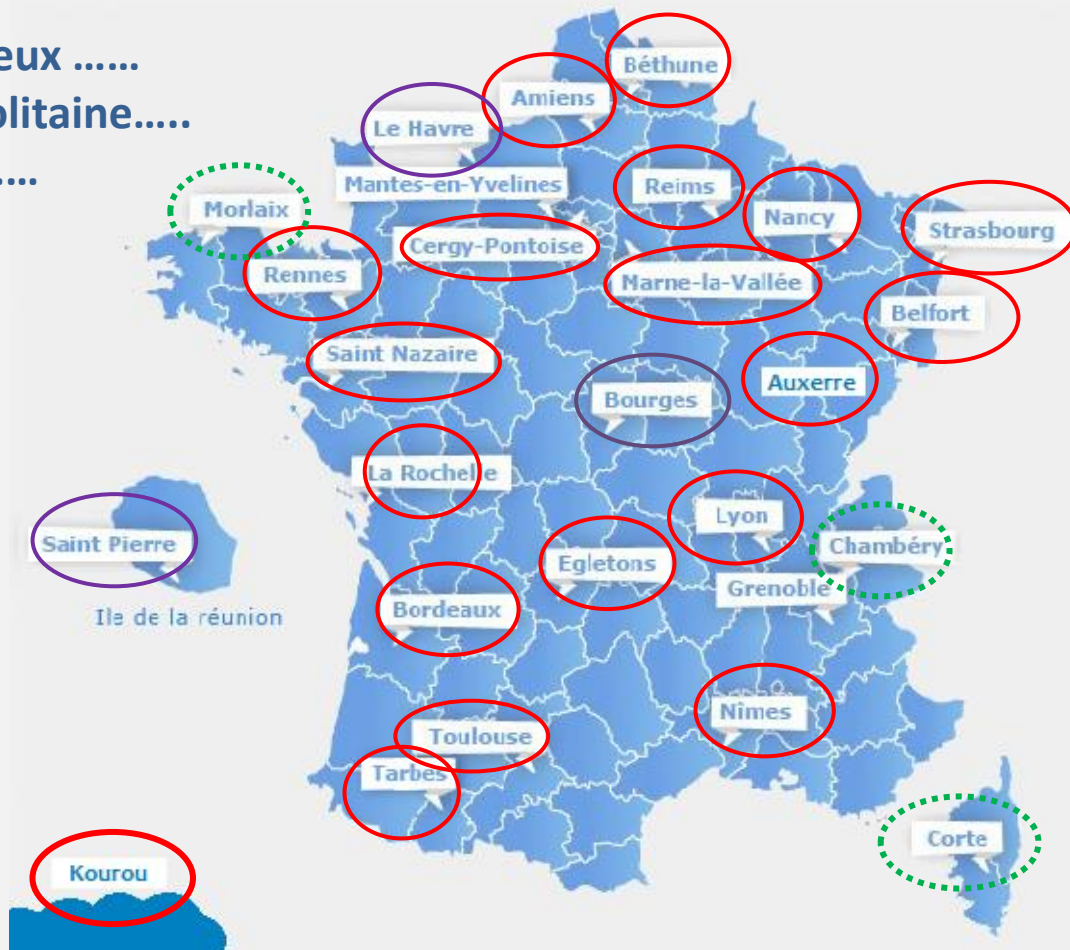 eux ......
olitaine.....
....
Béthune
Amiens
Le Havre
Mantes-en-Yvelines
Reims
Morlaix
Nancy
Strasbourg
Cergy-Pontoise
Rennes
Narne-la-Vallée
Belfort
Saint Nazaire
Auxerre
Bourges
La Rochelle
Lyon
Saint Pierre
Chambéry
Egletons
Grenoble
Bordeaux
Ile de la réunion
Nîmes
Toulouse
Tarbes
Corte
Kourou